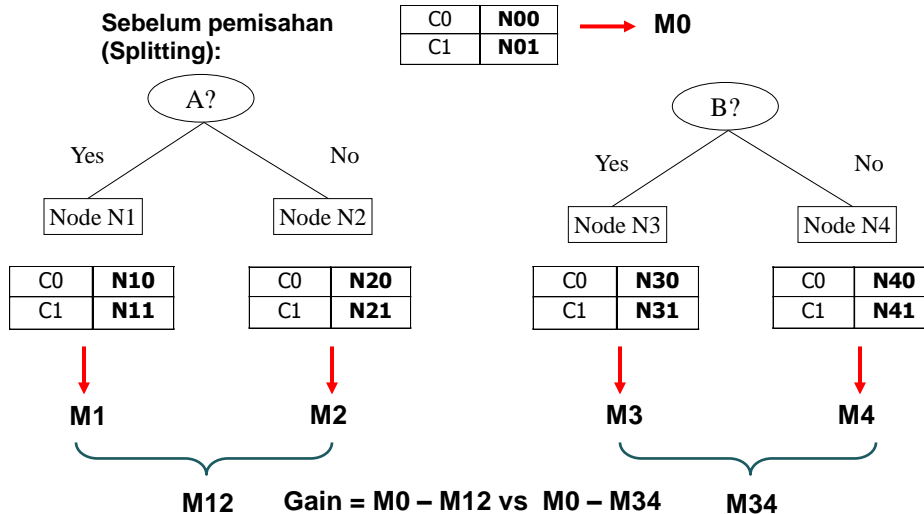 Sebelum pemisahan
(Splitting):
C0 N00
C1 N01
M0
A?
B?
Yes No
Yes No
Node N1 Node N2
Node N3 Node N4
C0 N10
C1 N11
C0 N20
C1 N21
C0 N30
C1 N31
C0 N40
C1 N41
M1 M2 M3 M4
M12 Gain = M0 – M12 vs M0 – M34 M34